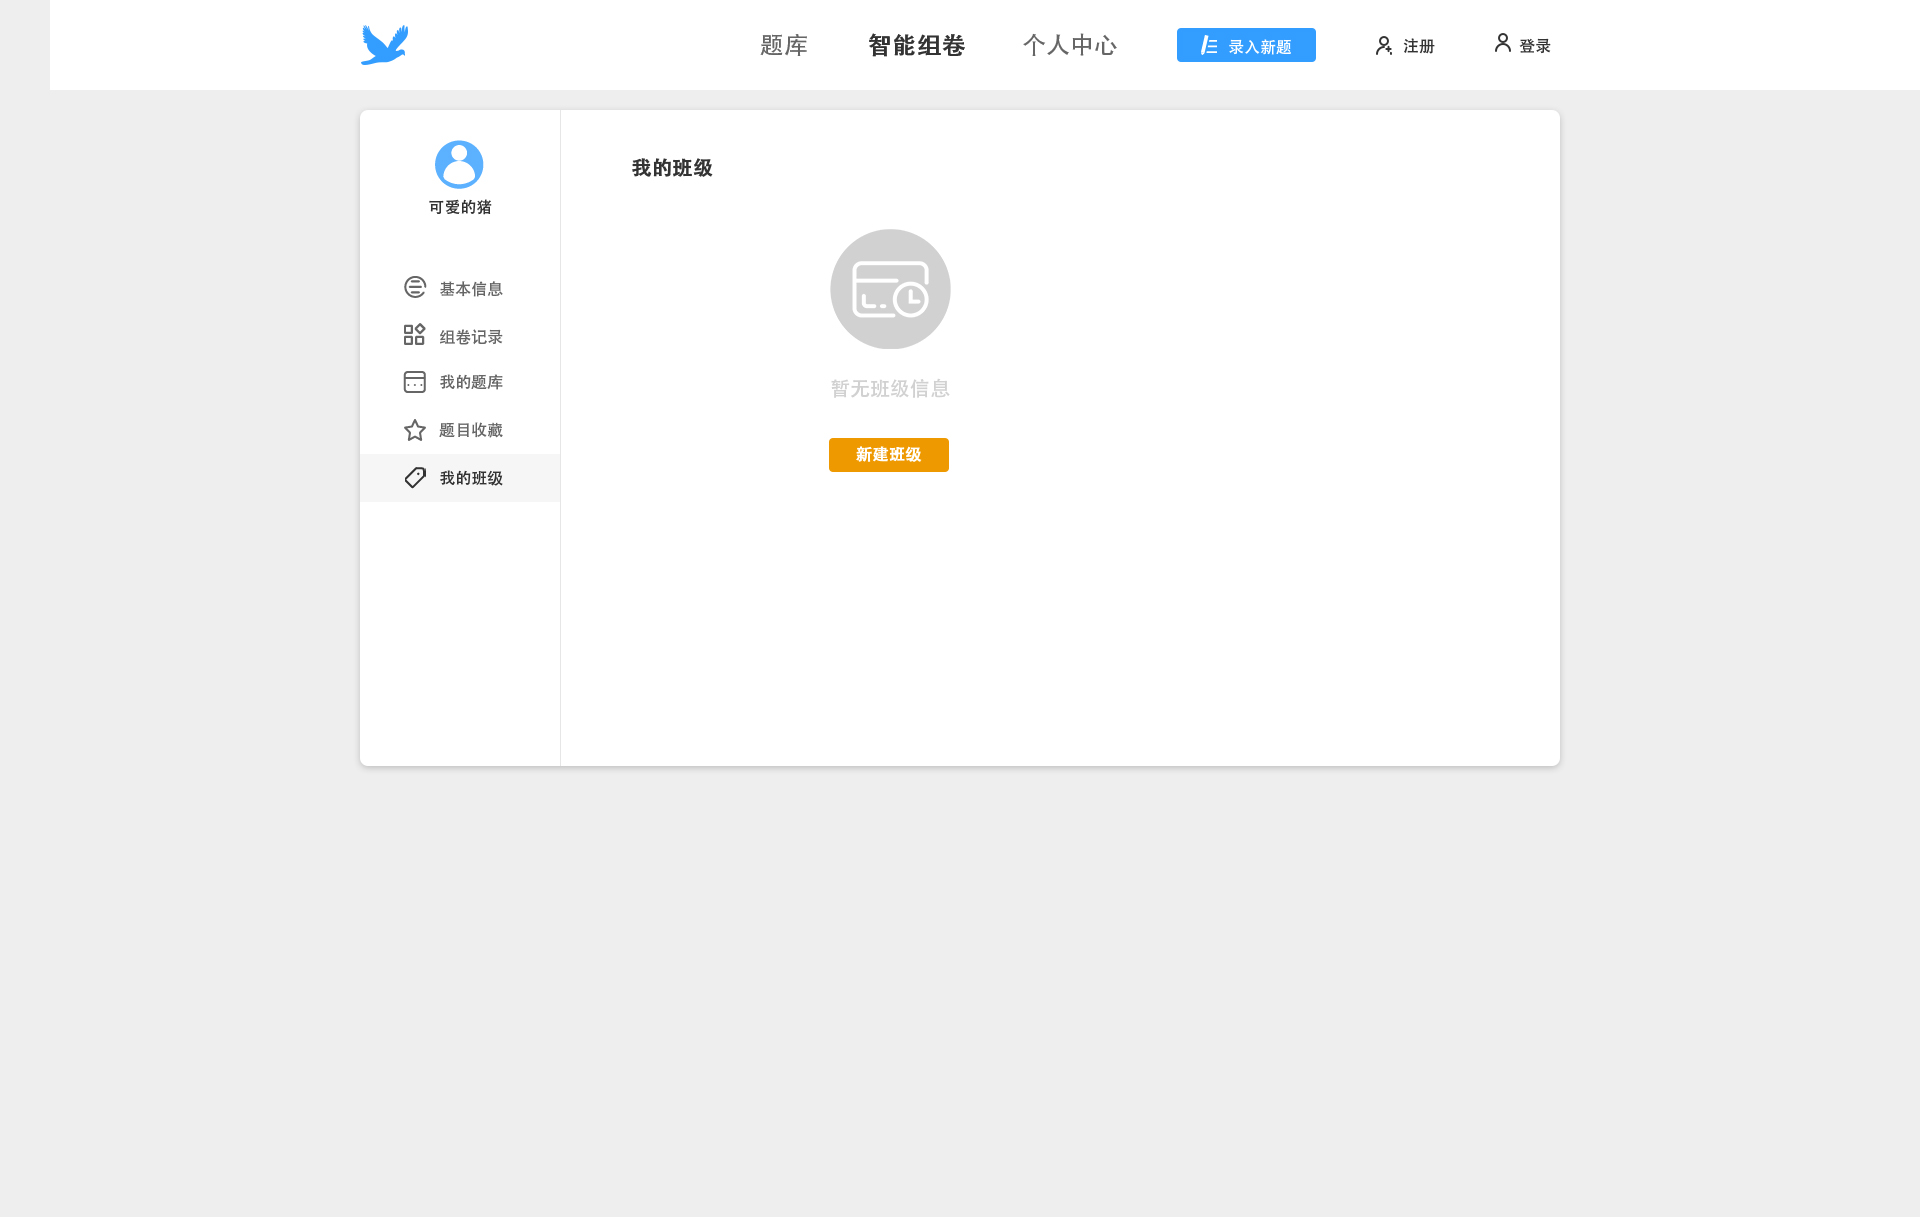 题库 智能组卷 个人中心 录入新题 注册 登录
可爱的猪
基本信息
组卷记录
我的题库
题目收藏
我的班级
我的班级
暂无班级信息
新建班级